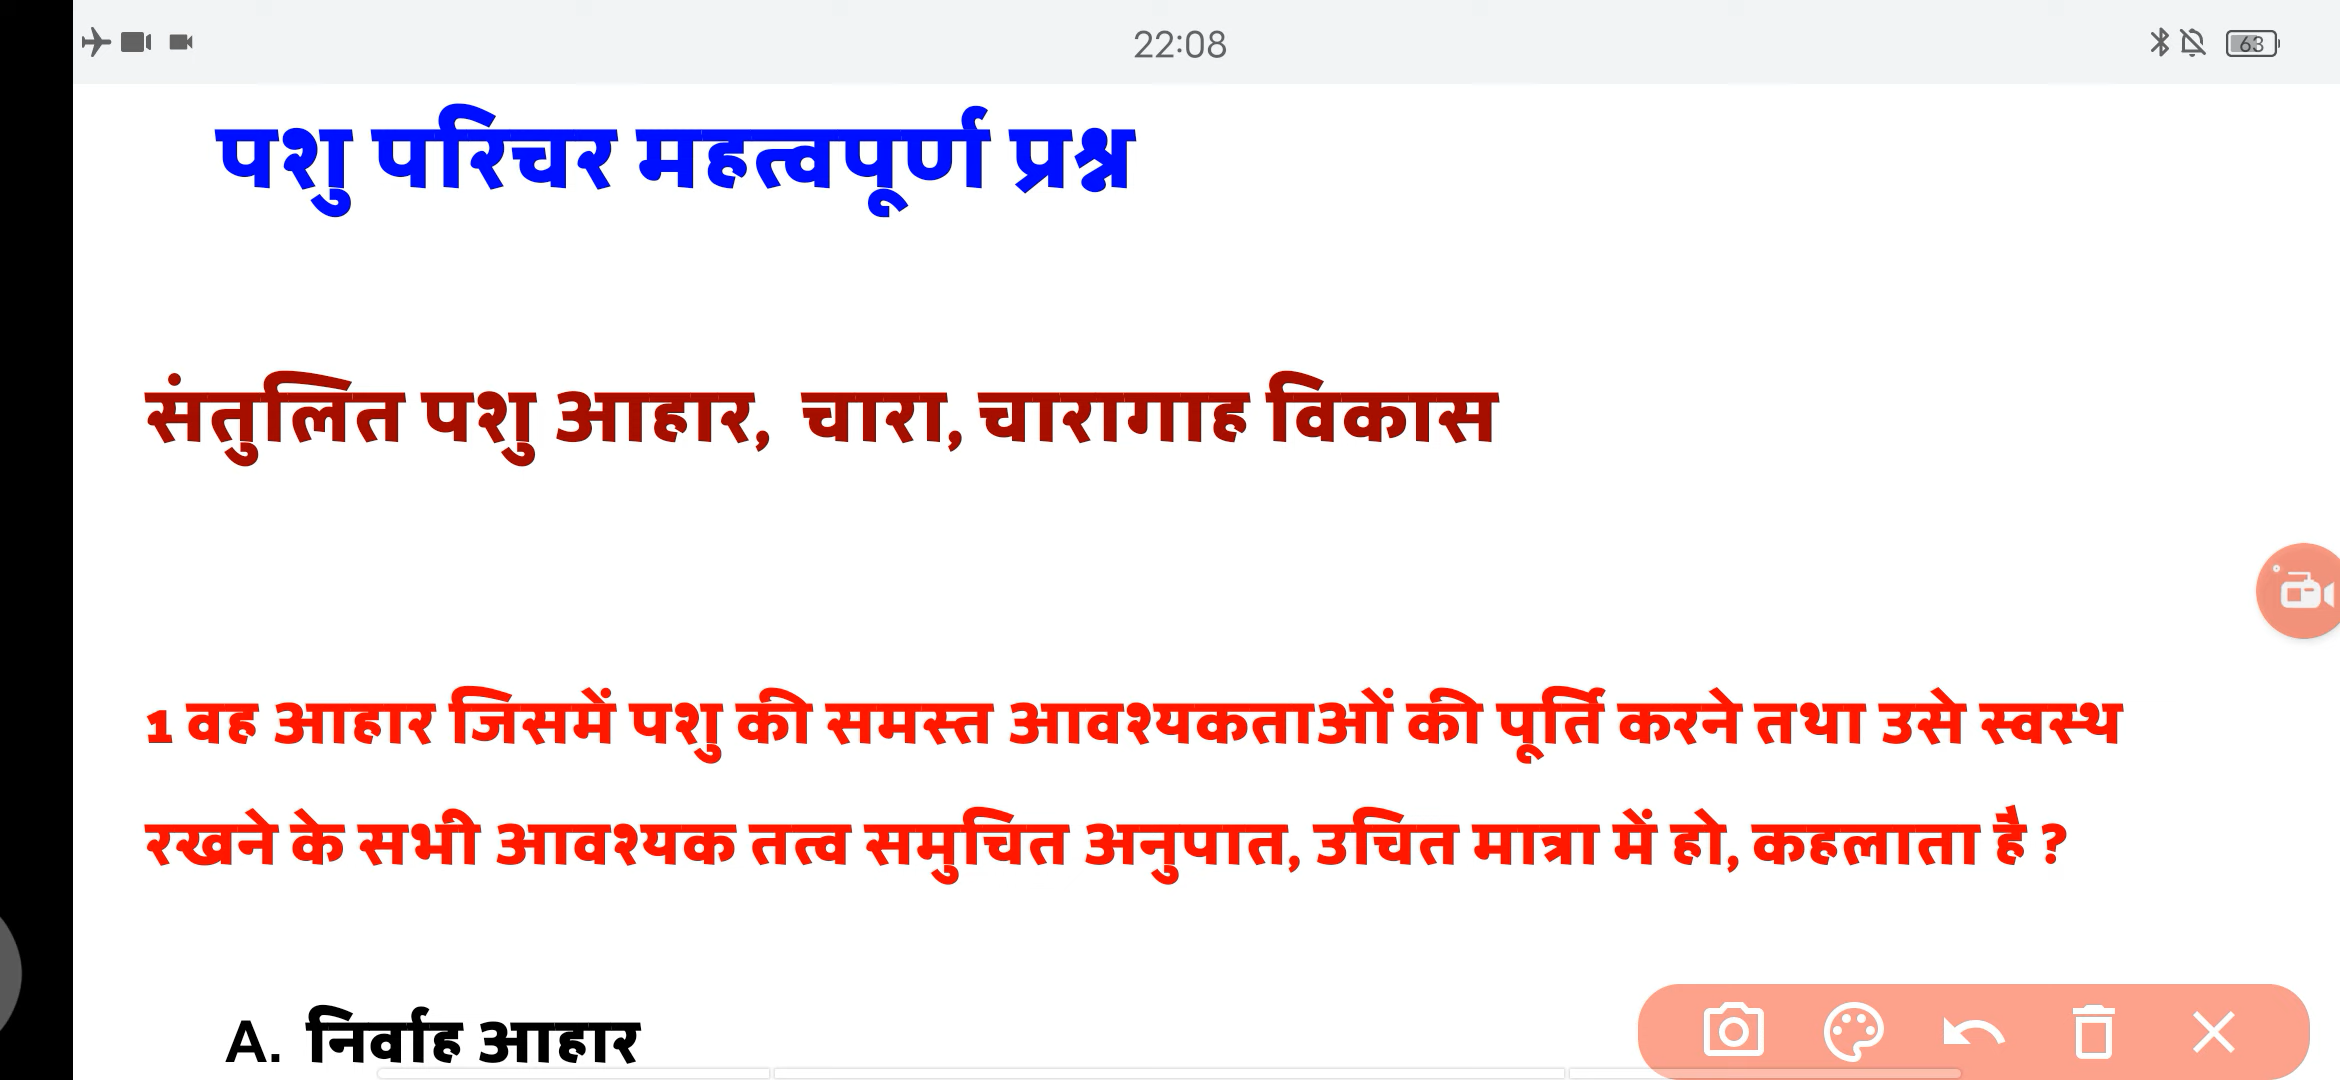 22:08
63
पशु परिचर महत्वपूर्ण प्रश्न
संतुलित पशु आहार, चारा, चारागाह विकास
1 वह आहार जिसमें पशु की समस्त आवश्यकताओं की पूर्ति करने तथा उसे स्वस्थ
रखने के सभी आवश्यक तत्व समुचित अनुपात, उचित मात्रा में हो, कहलाता है ?
A. निर्वाह आहार